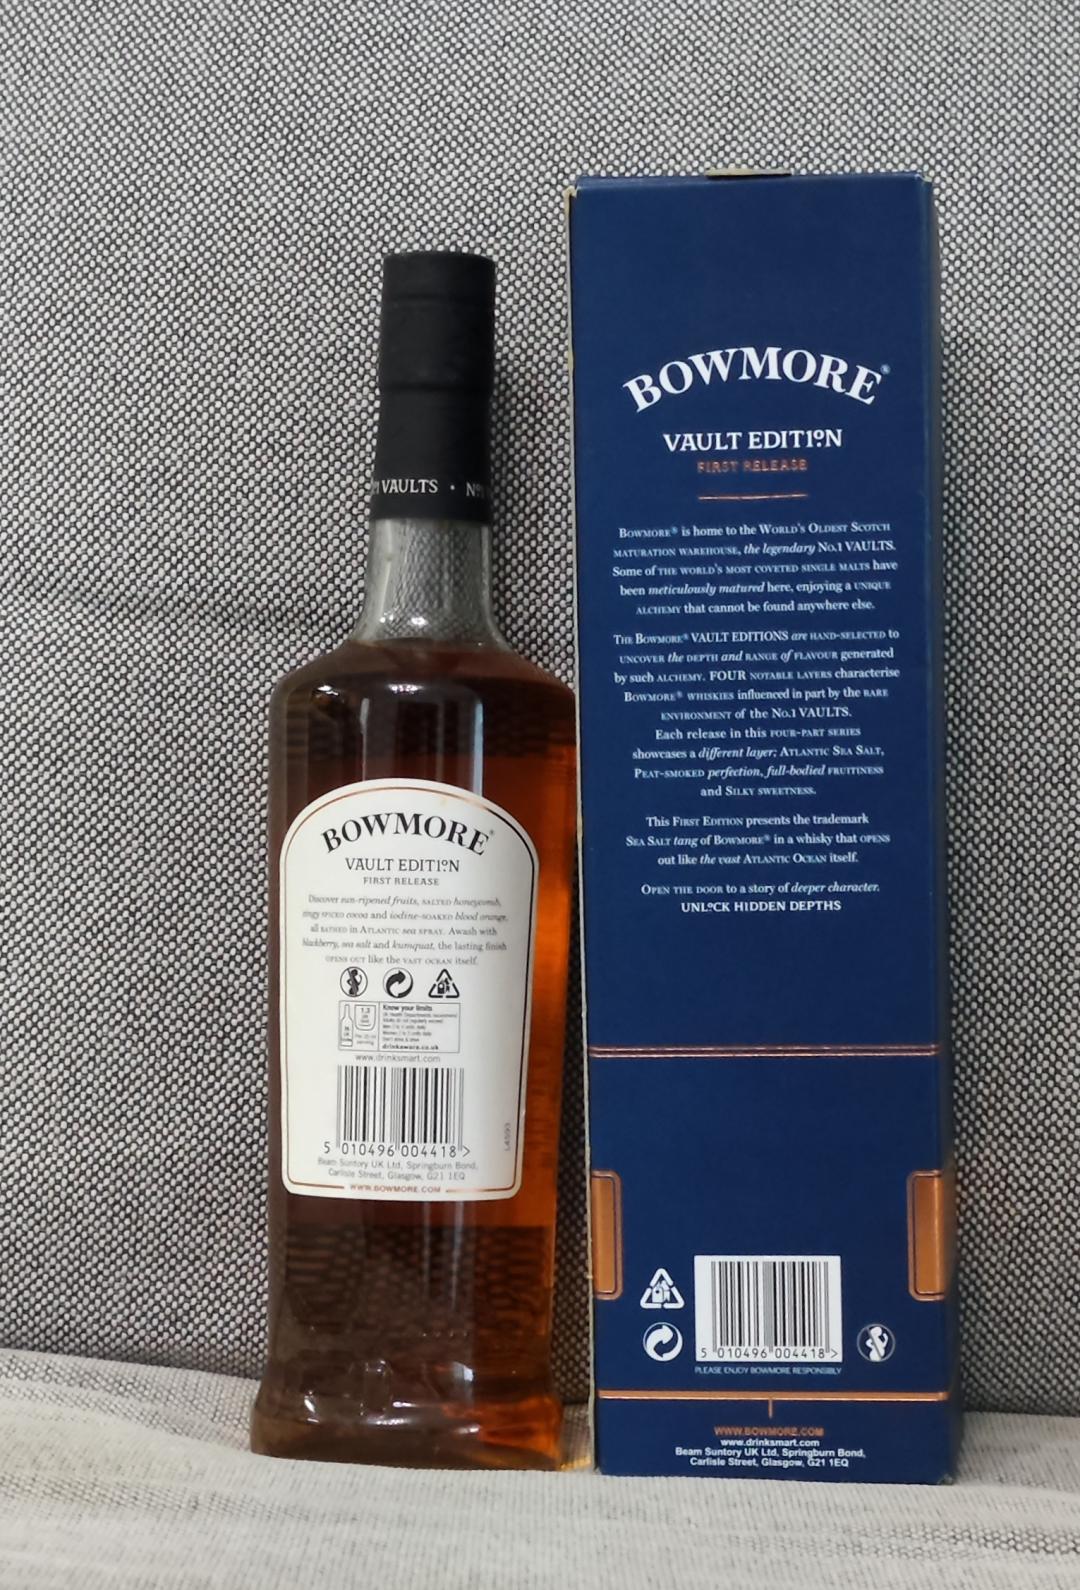 VAULTS · Nº1
BOWMORE®
VAULT EDIT1ºN
FIRST RELEASE
Discover sun-ripened fruits, SALTED honeycomb,
zingy SPICED cocoa and iodine-SOAKED blood orange,
all BATHED in ATLANTIC sea SPRAY. Awash with
blackberry, sea salt and kumquat, the lasting finish
OPENS OUT like the VAST OCEAN itself.
Know your limits
drinkaware.co.uk
www.drinksmart.com
5 010496 004418 >
Beam Suntory UK Ltd, Springburn Bond,
Carlisle Street, Glasgow, G21 1EQ
WWW.BOWMORE.COM
BOWMORE®
VAULT EDIT1ºN
FIRST RELEASE
BOWMORE® is home to the WORLD'S OLDEST SCOTCH
MATURATION WAREHOUSE, the legendary No.1 VAULTS.
Some of THE WORLD'S MOST COVETED SINGLE MALTS have
been meticulously matured here, enjoying a UNIQUE
ALCHEMY that cannot be found anywhere else.
THE BOWMORE® VAULT EDITIONS are HAND-SELECTED to
UNCOVER the DEPTH and RANGE of FLAVOUR generated
by such ALCHEMY. FOUR NOTABLE LAYERS characterise
BOWMORE® WHISKIES influenced in part by the RARE
ENVIRONMENT of the No.1 VAULTS.
Each release in this FOUR-PART SERIES
showcases a different layer; ATLANTIC SEA SALT,
PEAT-SMOKED perfection, full-bodied FRUITINESS
and SILKY SWEETNESS.
This FIRST EDITION presents the trademark
SEA SALT tang of BOWMORE® in a whisky that OPENS
out like the vast ATLANTIC OCEAN itself.
OPEN THE DOOR to a story of deeper character.
UNLºCK HIDDEN DEPTHS
5 010496 004418 >
PLEASE ENJOY BOWMORE RESPONSIBLY
WWW.BOWMORE.COM
www.drinksmart.com
Beam Suntory UK Ltd, Springburn Bond,
Carlisle Street, Glasgow, G21 1EQ